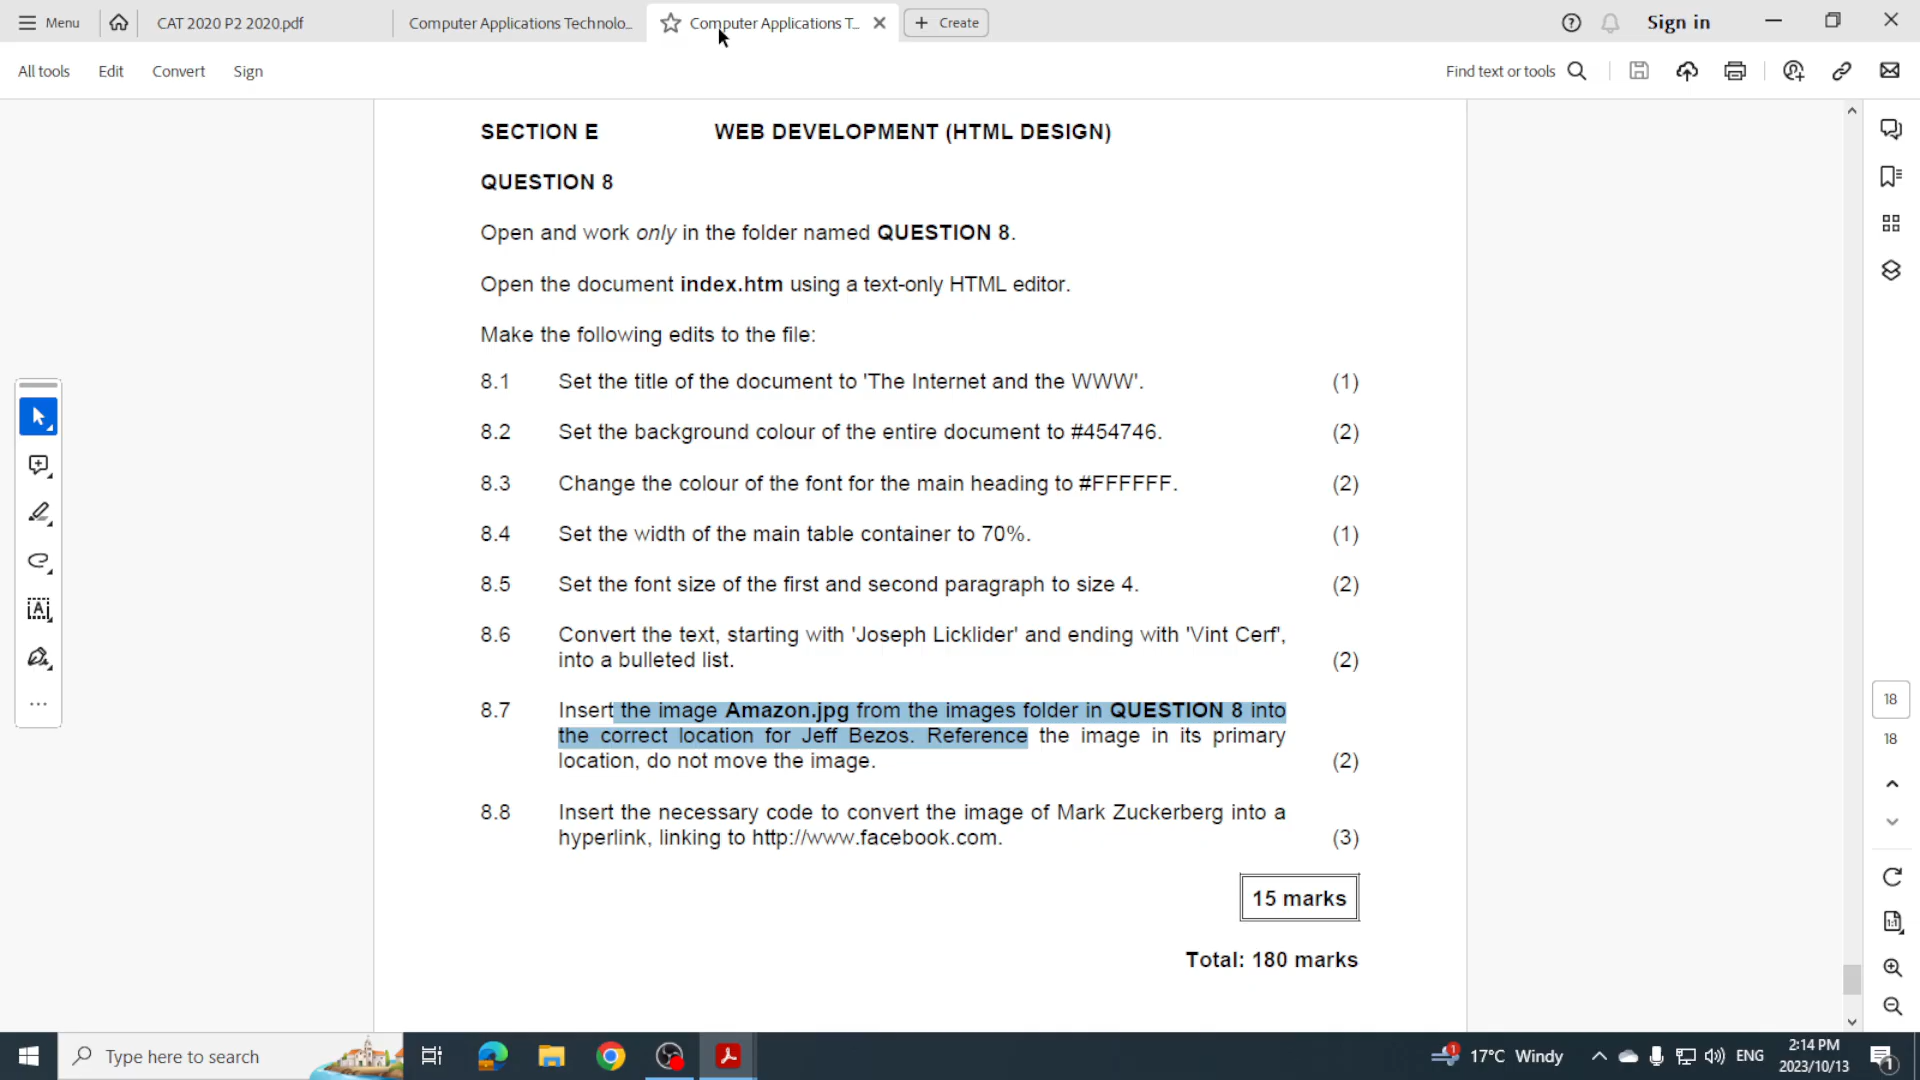 Menu
CAT 2020 P2 2020.pdf
Computer Applications Technolo...
Computer Applications T...
Create
Sign in
All tools
Edit
Convert
Sign
Find text or tools
SECTION E WEB DEVELOPMENT (HTML DESIGN)
QUESTION 8
Open and work only in the folder named QUESTION 8.
Open the document index.htm using a text-only HTML editor.
Make the following edits to the file:
8.1 Set the title of the document to 'The Internet and the WWW'. (1)
8.2 Set the background colour of the entire document to #454746. (2)
8.3 Change the colour of the font for the main heading to #FFFFFF. (2)
8.4 Set the width of the main table container to 70%. (1)
8.5 Set the font size of the first and second paragraph to size 4. (2)
8.6 Convert the text, starting with 'Joseph Licklider' and ending with 'Vint Cerf',
into a bulleted list. (2)
8.7 Insert the image Amazon.jpg from the images folder in QUESTION 8 into
the correct location for Jeff Bezos. Reference the image in its primary
location, do not move the image. (2)
8.8 Insert the necessary code to convert the image of Mark Zuckerberg into a
hyperlink, linking to http://www.facebook.com. (3)
15 marks
Total: 180 marks
18
18
1:1
Type here to search
1
17°C Windy
ENG
2:14 PM
2023/10/13
1